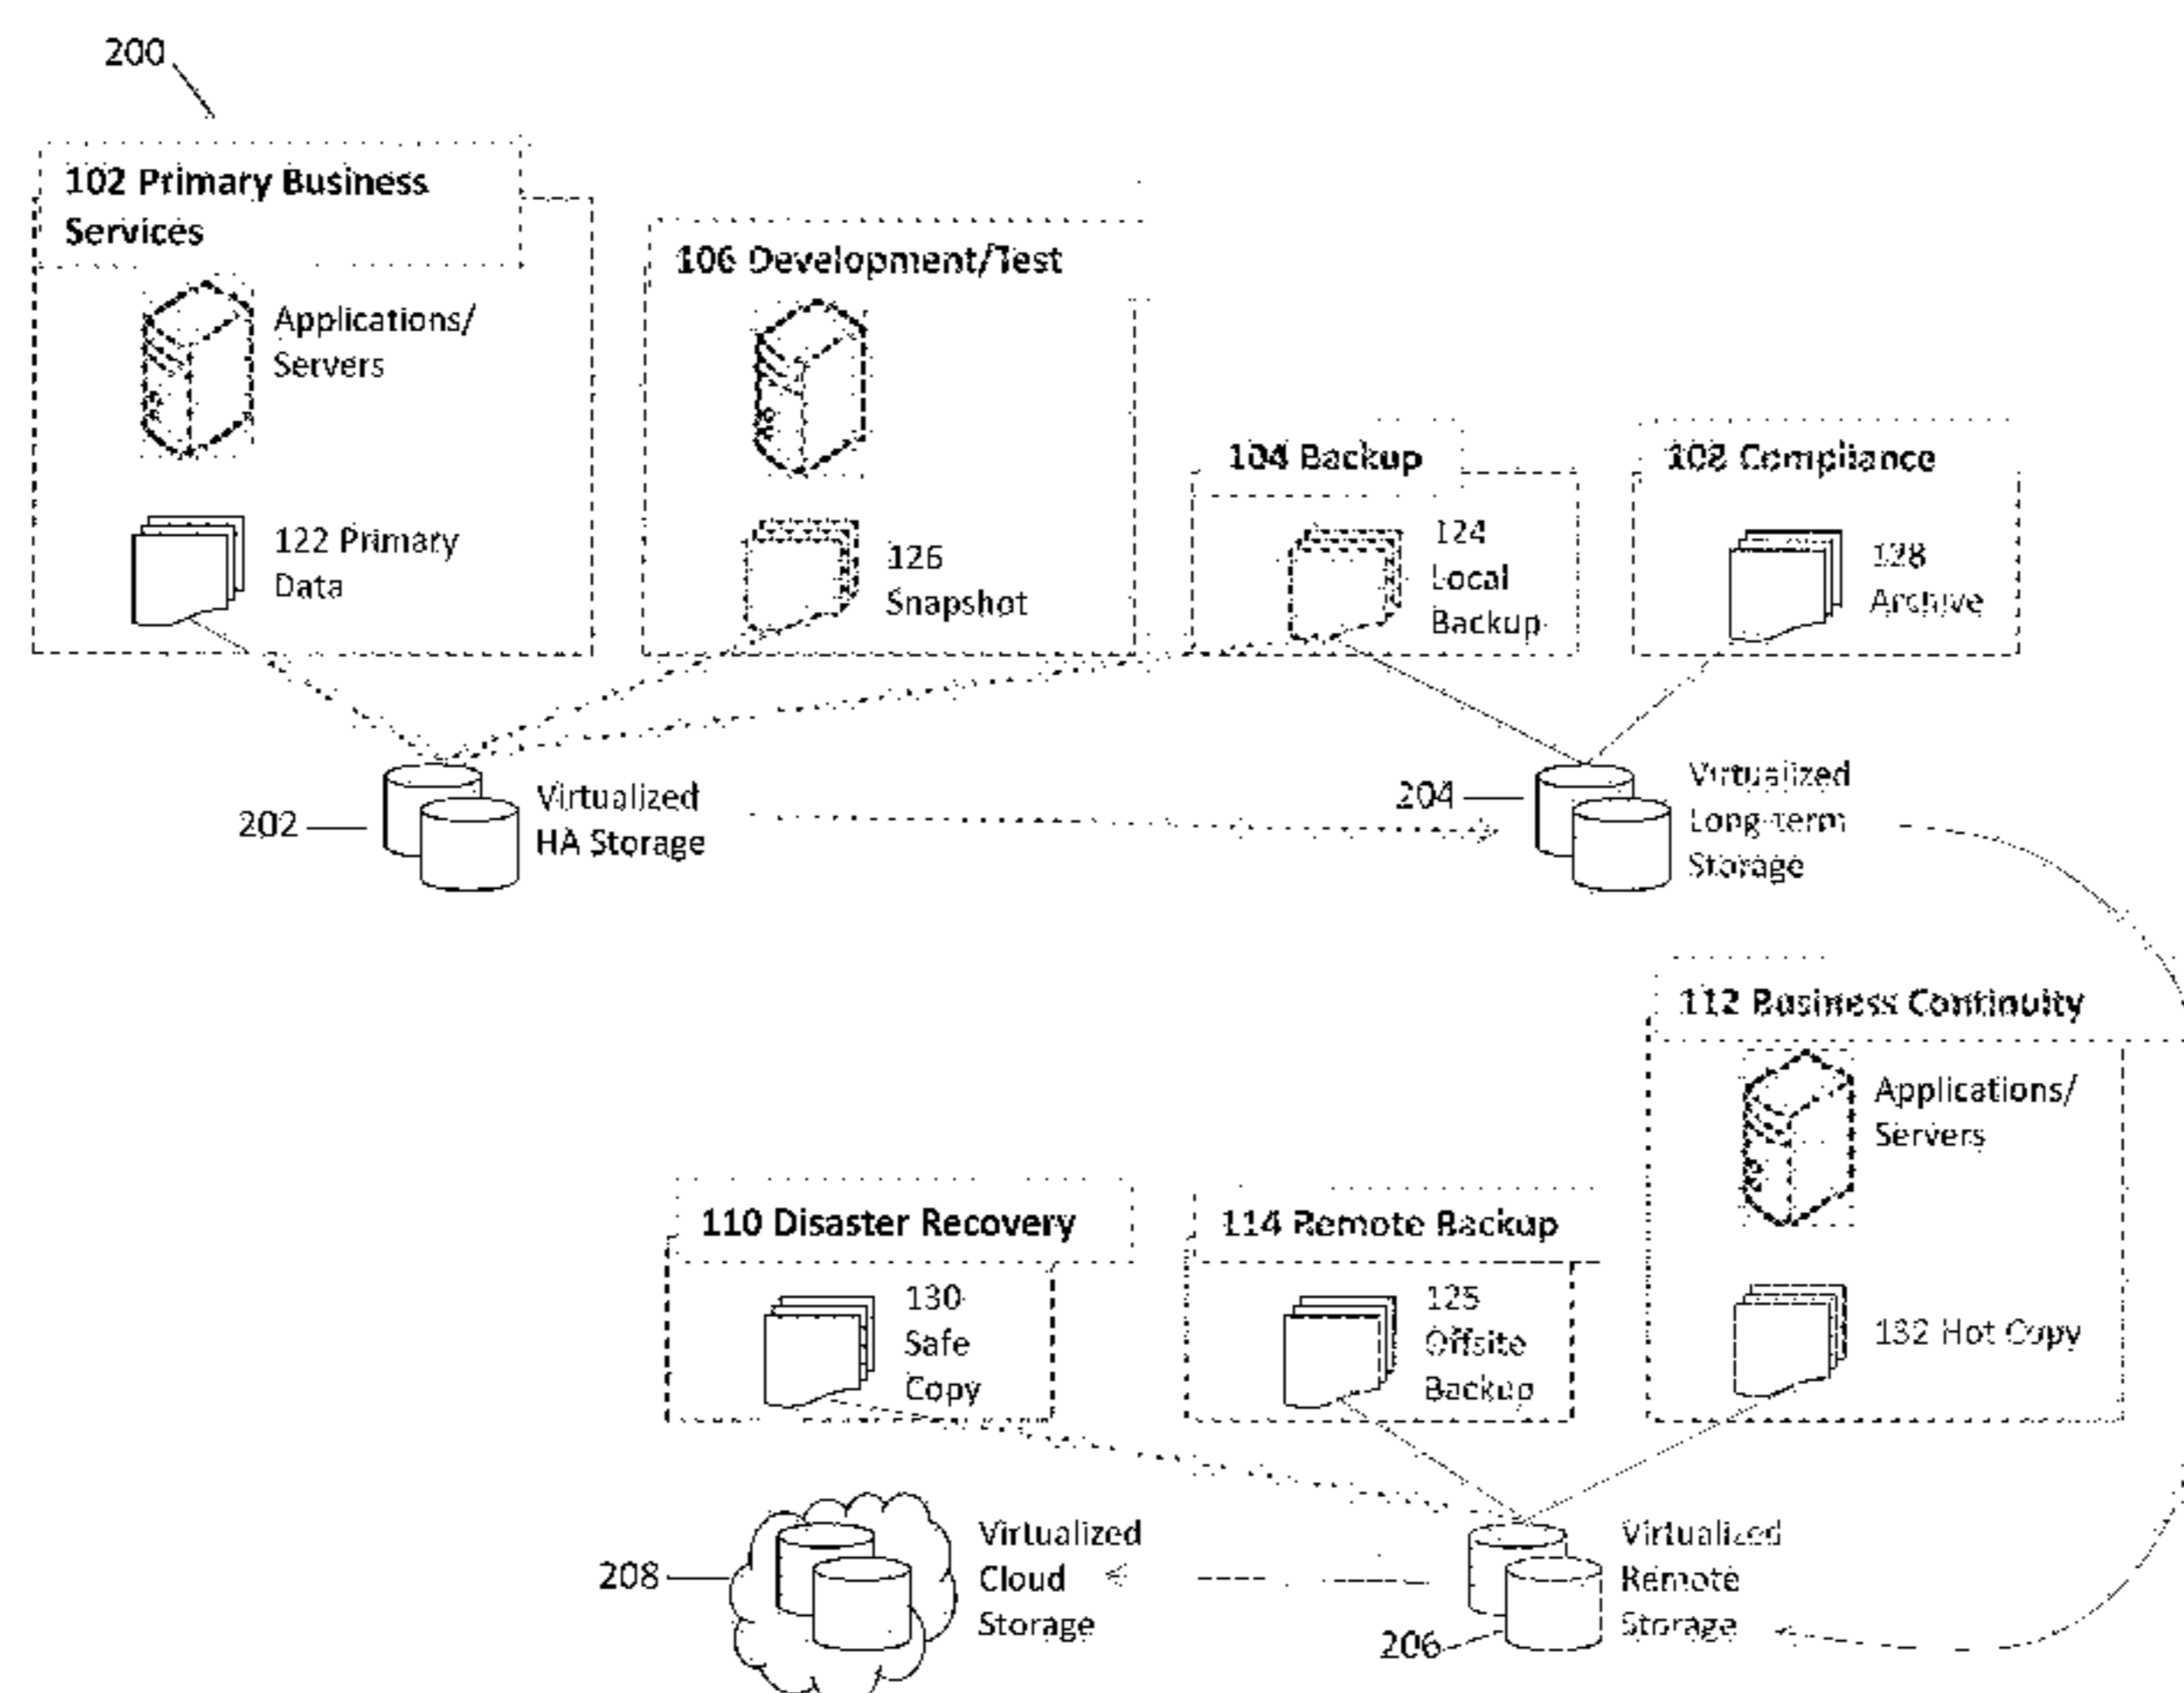 200
102 Primary Business
Services
Applications/
Servers
122 Primary
Data
106 Development/Test
126
Snapshot
104 Backup
124
Local
Backup
108 Compliance
128
Archive
202
Virtualized
HA Storage
204
Virtualized
Long-term
Storage
112 Business Continuity
Applications/
Servers
132 Hot Copy
110 Disaster Recovery
130
Safe
Copy
114 Remote Backup
125
Offsite
Backup
208
Virtualized
Cloud
Storage
206
Virtualized
Remote
Storage